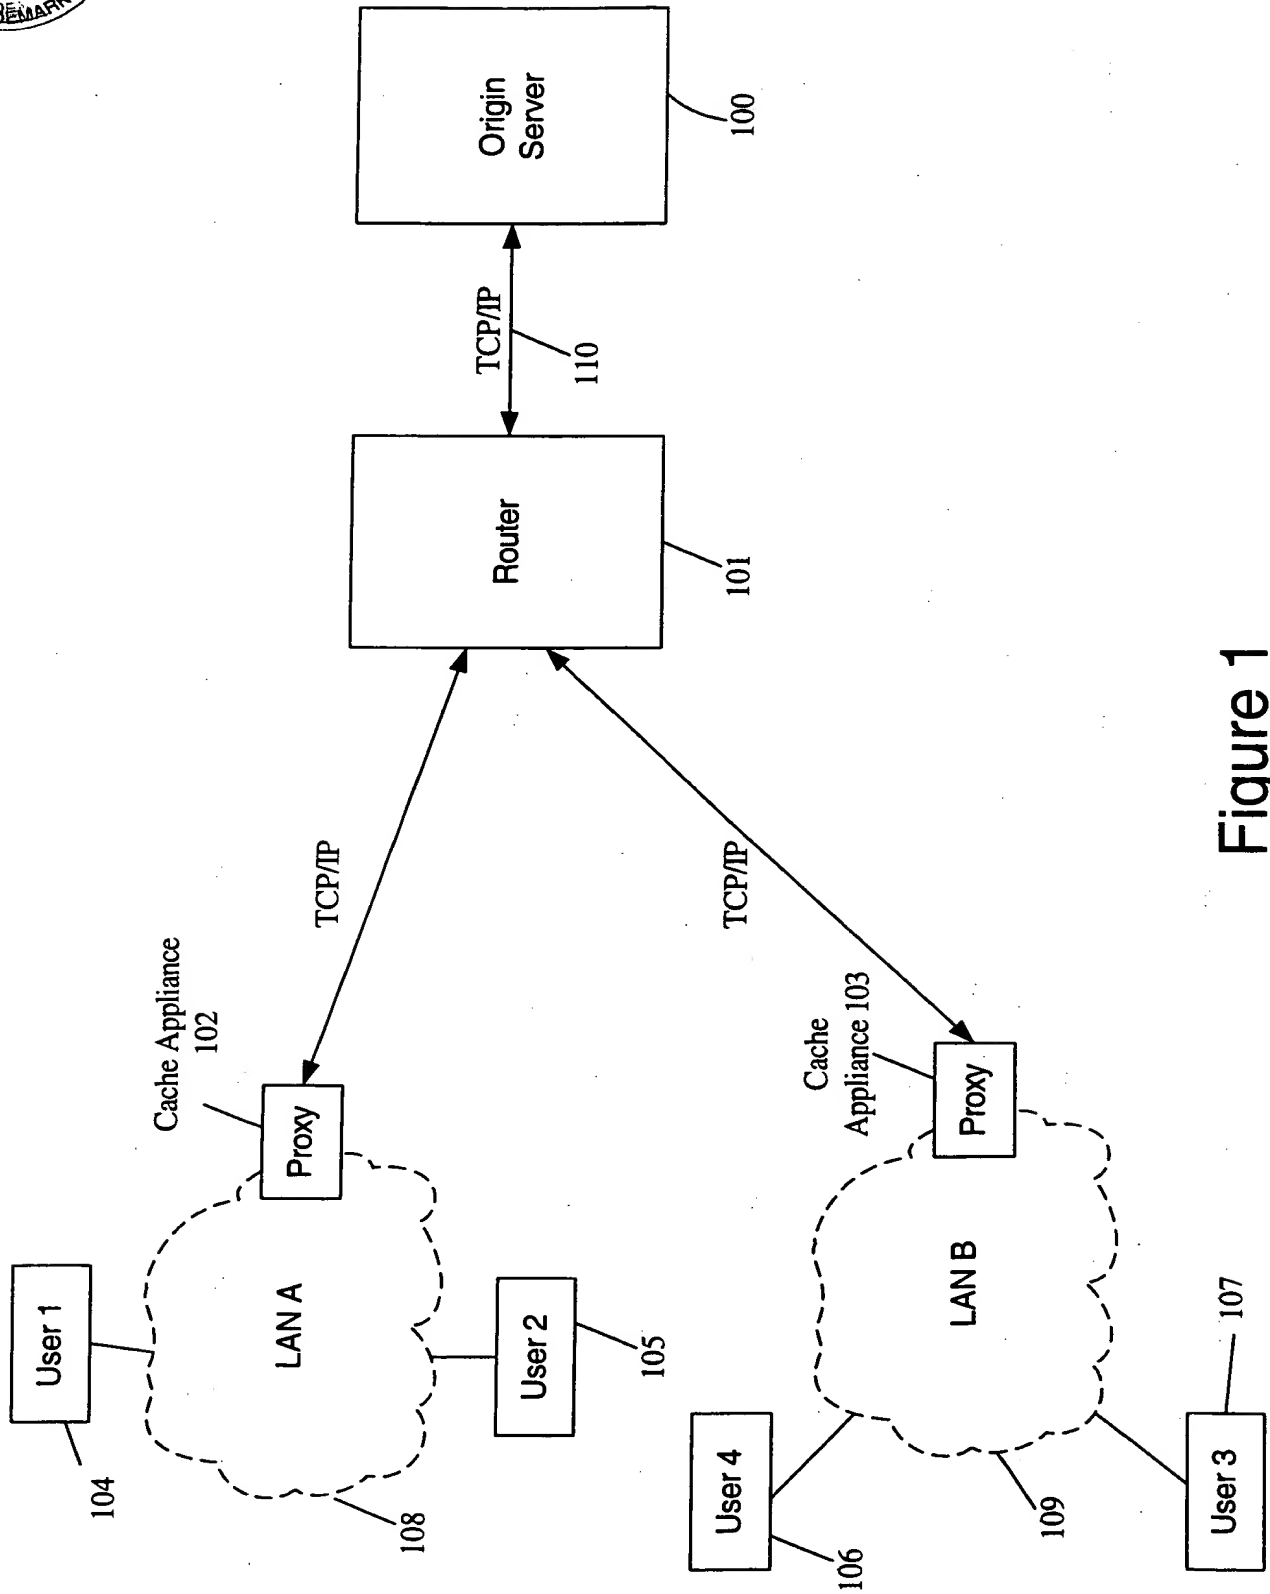 User 1
104
Cache Appliance
102
Proxy
LAN A
108
User 2
105
TCP/IP
Router
101
TCP/IP
110
Origin
Server
100
TCP/IP
Cache
Appliance 103
Proxy
LAN B
109
User 4
106
User 3
107
Figure 1